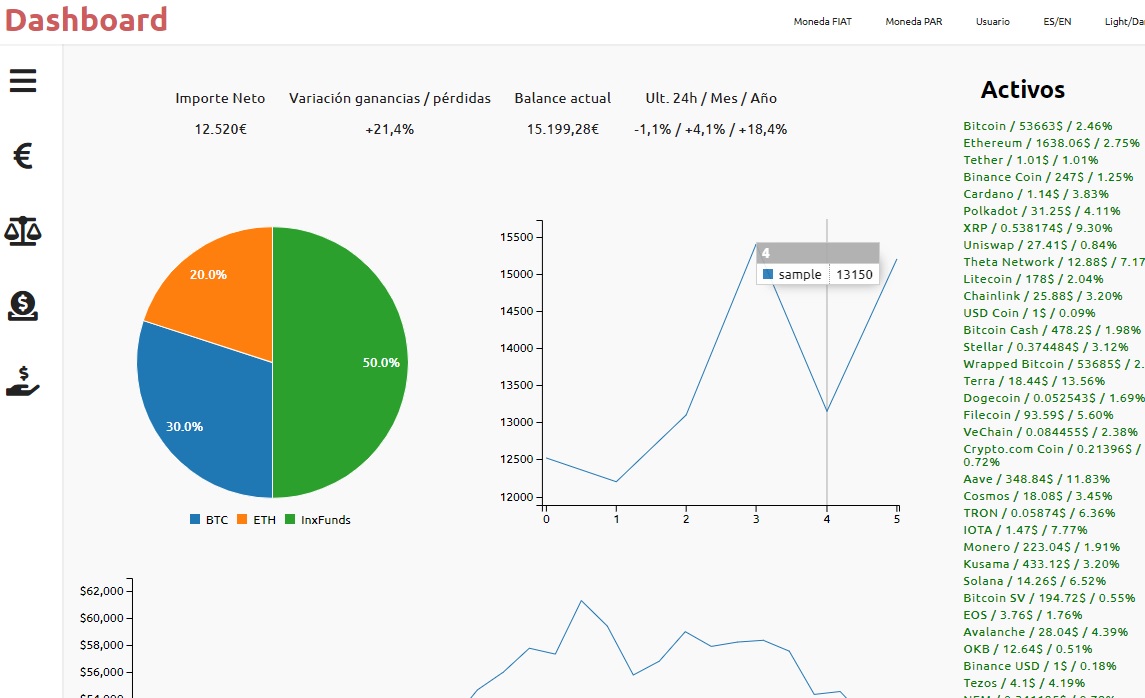 Dashboard
Moneda FIAT
Moneda PAR
Usuario
ES/EN
Importe Neto
Variación ganancias / pérdidas
Balance actual
Ult. 24h / Mes / Año
12.520€
+21,4%
15.199,28€
-1,1% / +4,1% / +18,4%
20.0%
50.0%
30.0%
BTC
ETH
InxFunds
15500
15000
14500
14000
13500
13000
12500
12000
0
1
2
3
4
5
4
sample 13150
$62,000
$60,000
$58,000
$56,000
Activos
Bitcoin / 53663$ / 2.46%
Ethereum / 1638.06$ / 2.75%
Tether / 1.01$ / 1.01%
Binance Coin / 247$ / 1.25%
Cardano / 1.14$ / 3.83%
Polkadot / 31.25$ / 4.11%
XRP / 0.538174$ / 9.30%
Uniswap / 27.41$ / 0.84%
Theta Network / 12.88$ / 7.17
Litecoin / 178$ / 2.04%
Chainlink / 25.88$ / 3.20%
USD Coin / 1$ / 0.09%
Bitcoin Cash / 478.2$ / 1.98%
Stellar / 0.374484$ / 3.12%
Wrapped Bitcoin / 53685$ / 2.
Terra / 18.44$ / 13.56%
Dogecoin / 0.052543$ / 1.69%
Filecoin / 93.59$ / 5.60%
VeChain / 0.084455$ / 2.38%
Crypto.com Coin / 0.21396$ /
0.72%
Aave / 348.84$ / 11.83%
Cosmos / 18.08$ / 3.45%
TRON / 0.05874$ / 6.36%
IOTA / 1.47$ / 7.77%
Monero / 223.04$ / 1.91%
Kusama / 433.12$ / 3.20%
Solana / 14.26$ / 6.52%
Bitcoin SV / 194.72$ / 0.55%
EOS / 3.76$ / 1.76%
Avalanche / 28.04$ / 4.39%
OKB / 12.64$ / 0.51%
Binance USD / 1$ / 0.18%
Tezos / 4.1$ / 4.19%